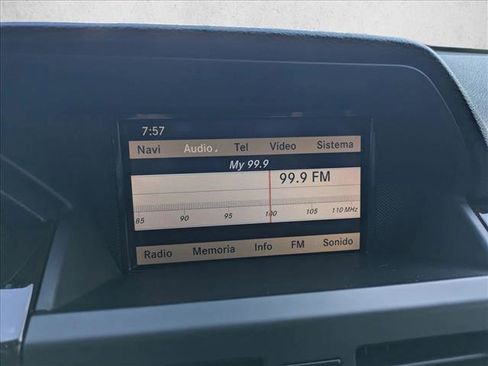 7:57
Navi Audio Tel Vídeo Sistema
My 99.9
99.9 FM
85 90 95 100 105 110 MHz
Radio Memoria Info FM Sonido